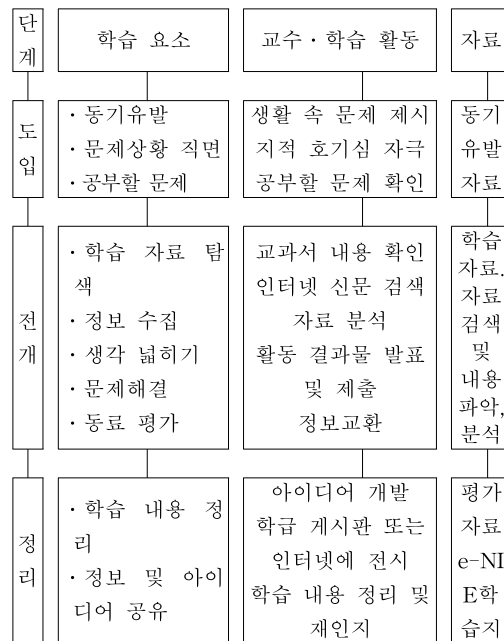 단
계
학습 요소
교수·학습 활동
자료
도
입
·동기유발
·문제상황 직면
·공부할 문제
생활 속 문제 제시
지적 호기심 자극
공부할 문제 확인
동기
유발
자료
전
개
·학습 자료 탐
색
·정보 수집
·생각 넓히기
·문제해결
·동료 평가
교과서 내용 확인
인터넷 신문 검색
자료 분석
활동 결과물 발표
및 제출
정보교환
학습
자료.
자료
검색
및
내용
파악,
분석
정
리
·학습 내용 정
리
·정보 및 아이
디어 공유
아이디어 개발
학급 게시판 또는
인터넷에 전시
학습 내용 정리 및
재인지
평가
자료
e-NI
E학
습지